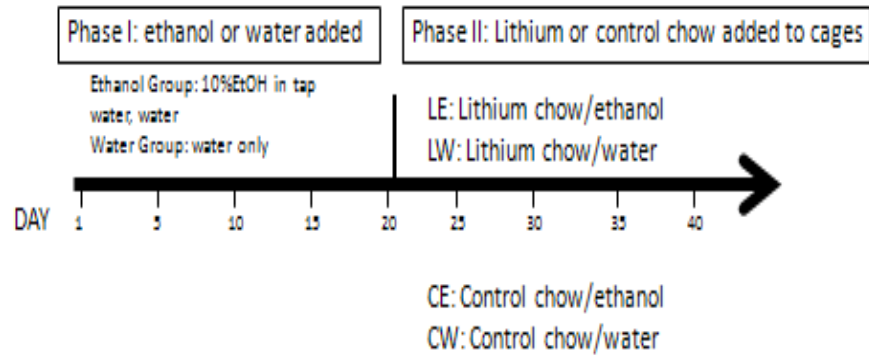 Phase I: ethanol or water added
Phase II: Lithium or control chow added to cages
Ethanol Group: 10%EtOH in tap
water, water
Water Group: water only
LE: Lithium chow/ethanol
LW: Lithium chow/water
DAY 1 5 10 15 20 25 30 35 40
CE: Control chow/ethanol
CW: Control chow/water